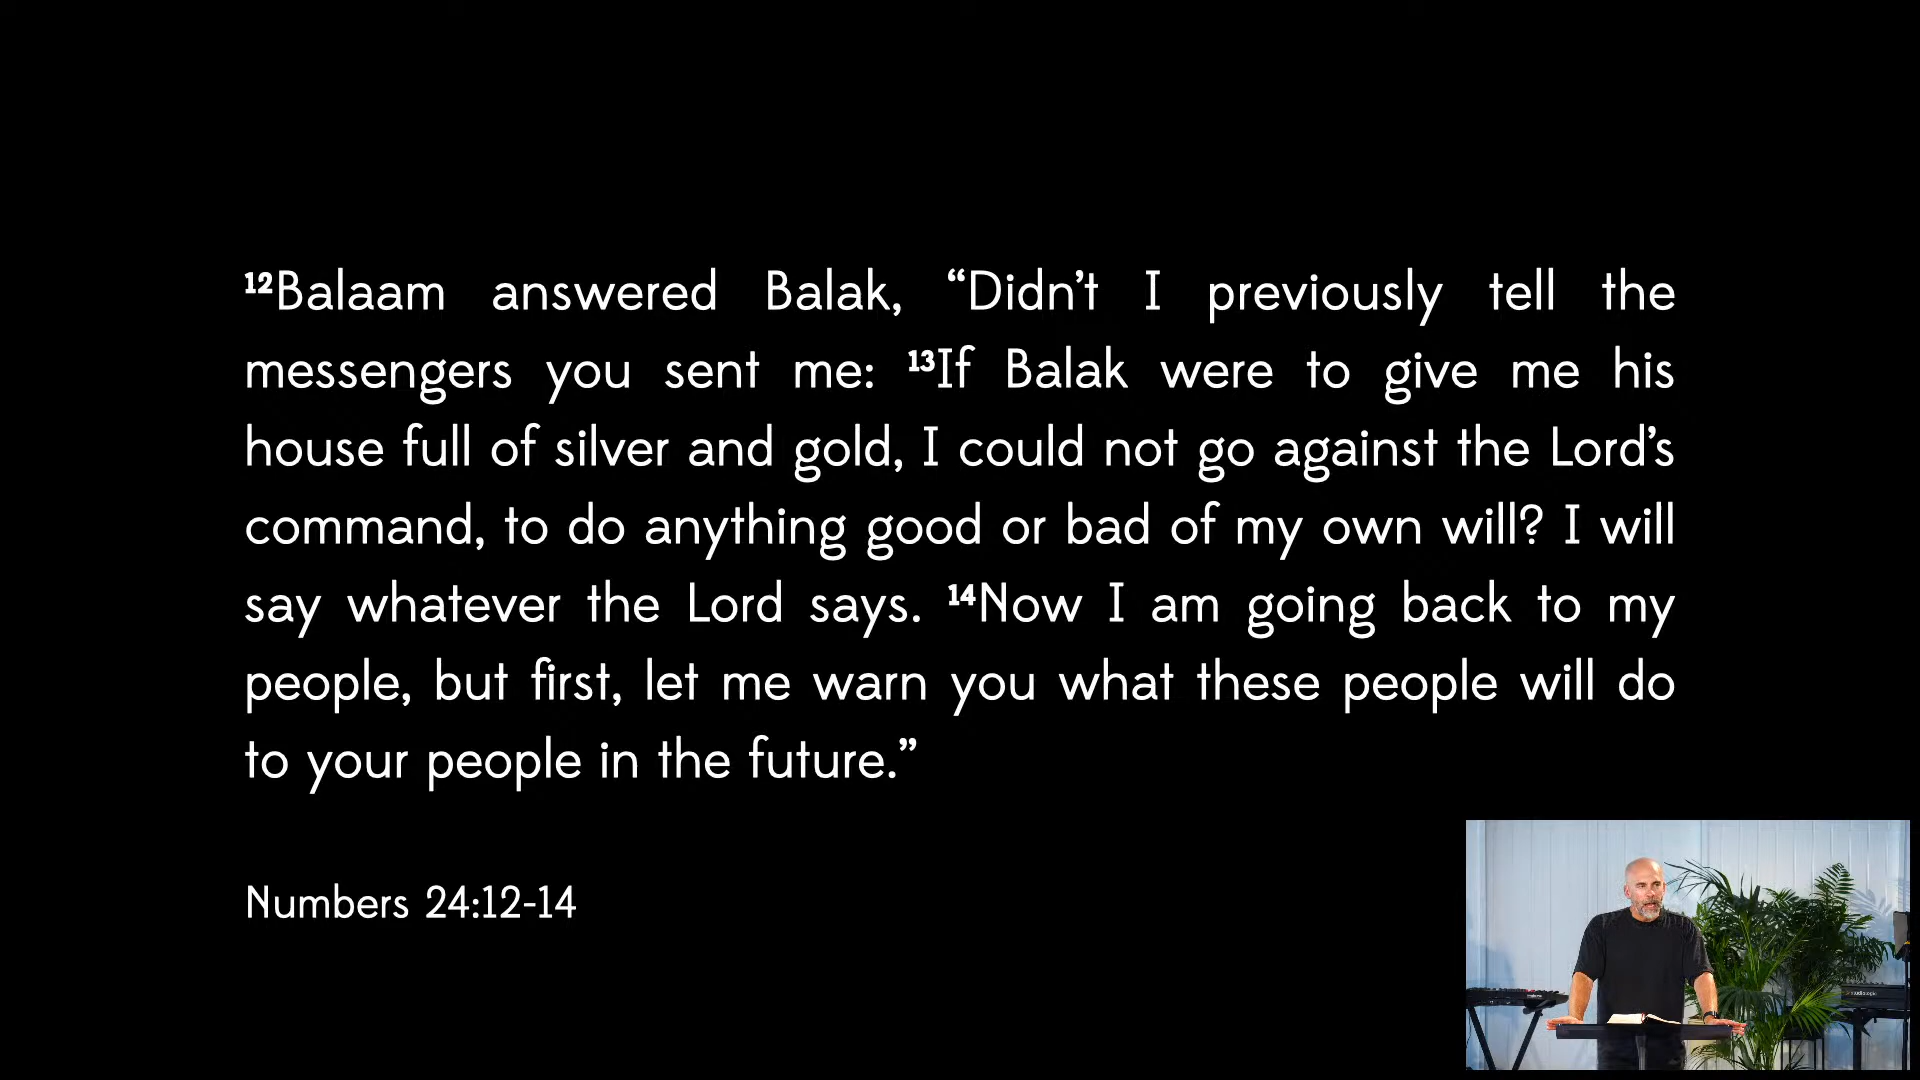 ¹²Balaam answered Balak, “Didn’t I previously tell the
messengers you sent me: ¹³If Balak were to give me his
house full of silver and gold, I could not go against the Lord’s
command, to do anything good or bad of my own will? I will
say whatever the Lord says. ¹⁴Now I am going back to my
people, but first, let me warn you what these people will do
to your people in the future.”
Numbers 24:12-14